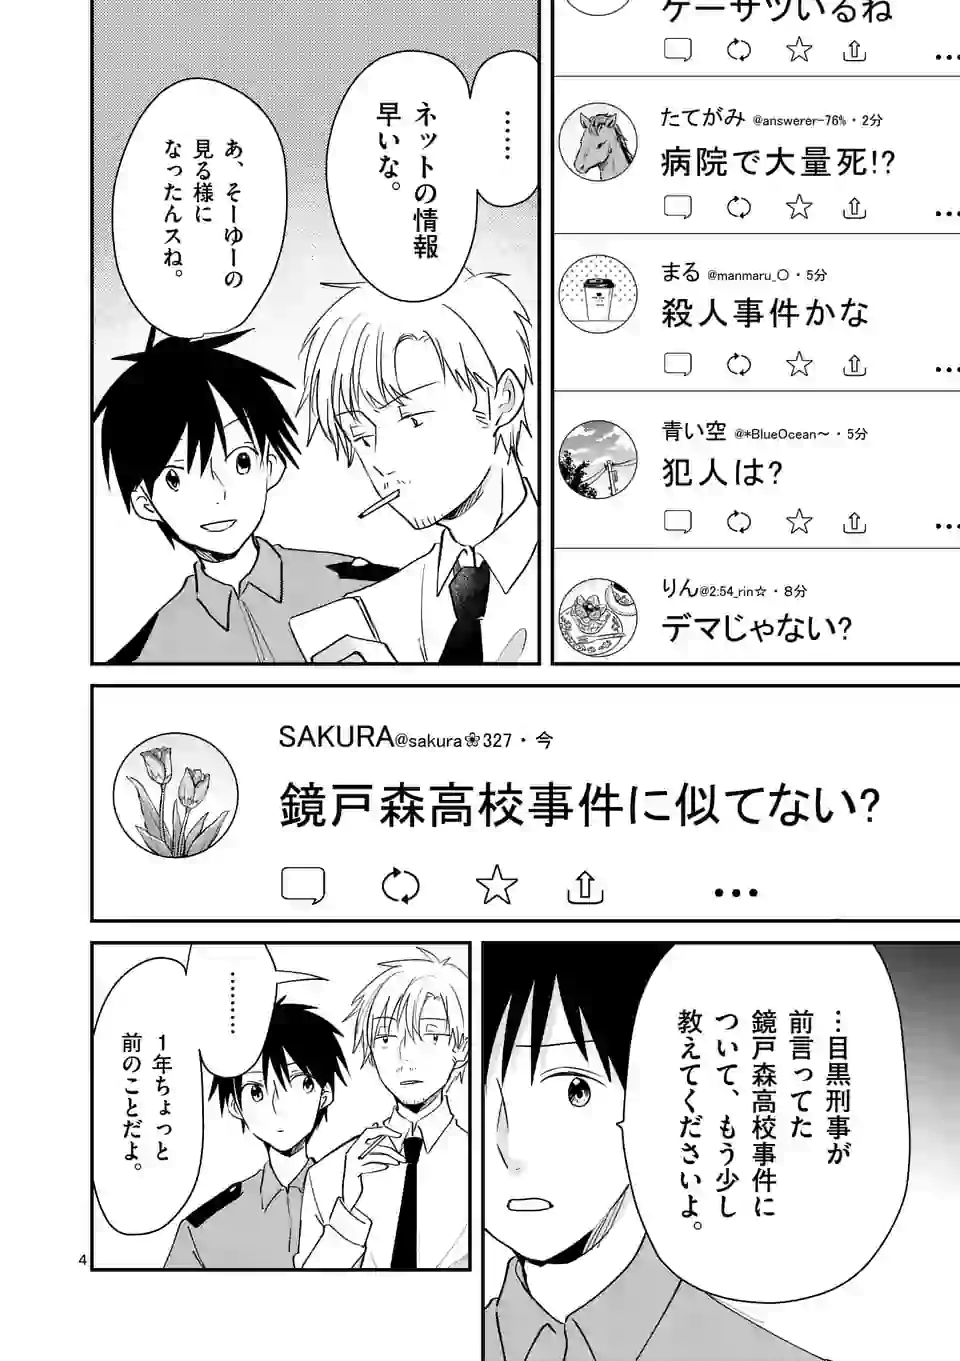 ケーサツいるね
たてがみ @answerer-76%・2分
病院で大量死!?
まる @manmaru_〇・5分
殺人事件かな
青い空 @*BlueOcean〜・5分
犯人は?
りん@2:54_rin☆・8分
デマじゃない?
……
ネットの情報
早いな。
あ、そーゆーの
見る様に
なったんスね。
SAKURA@sakura❀327・今
鏡戸森高校事件に似てない?
…目黒刑事が
前言ってた
鏡戸森高校事件に
ついて、もう少し
教えてくださいよ。
………
1年ちょっと
前のことだよ。
4